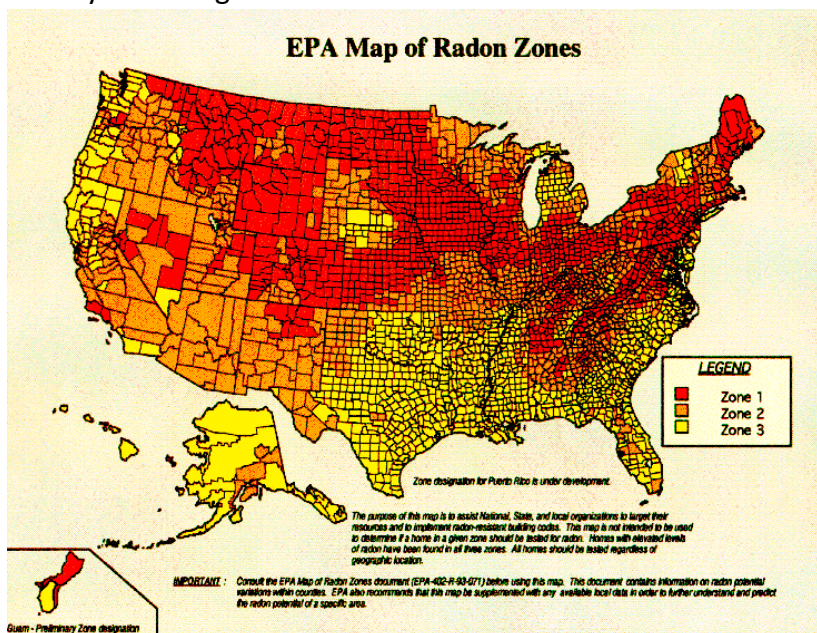 EPA Map of Radon Zones
LEGEND
Zone 1
Zone 2
Zone 3
Zone designation for Puerto Rico is under development.
The purpose of this map is to assist National, State, and local organizations to target their
resources and to implement radon-resistant building codes. This map is not intended to be used
to determine if a home in a given zone should be tested for radon. Homes with elevated levels
of radon have been found in all three zones. All homes should be tested regardless of
geographic location.
IMPORTANT : Consult the EPA Map of Radon Zones document (EPA-402-R-93-071) before using this map. This document contains information on radon potential
variations within counties. EPA also recommends that this map be supplemented with any available local data in order to further understand and predict
the radon potential of a specific area.
Guam - Preliminary Zone designation